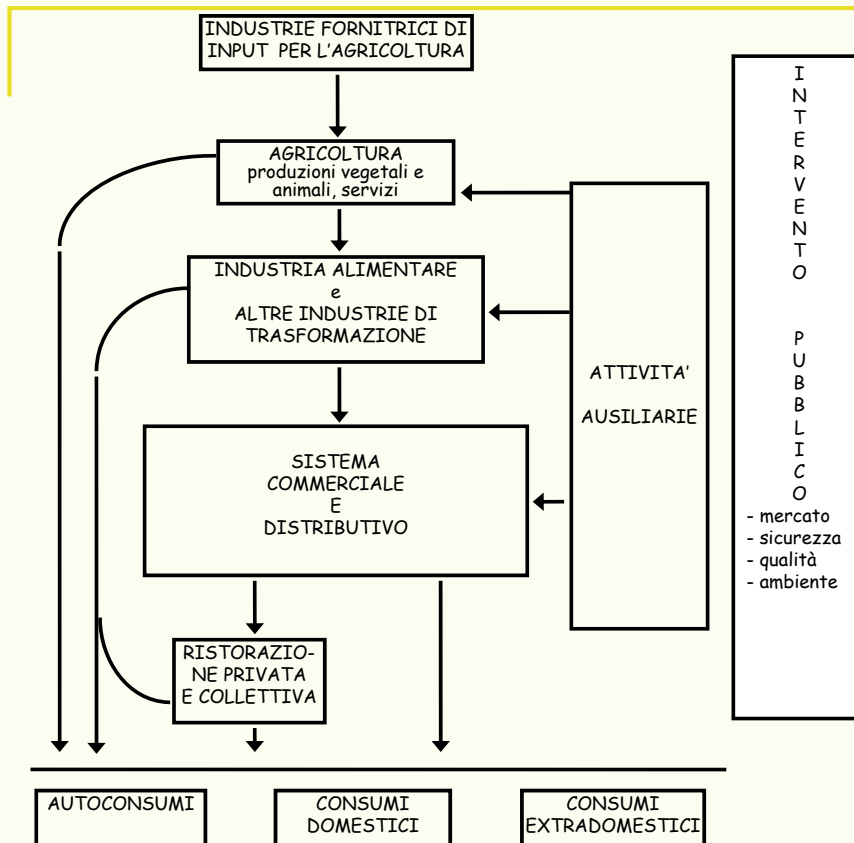 INDUSTRIE FORNITRICI DI
INPUT PER L'AGRICOLTURA
AGRICOLTURA
produzioni vegetali e
animali, servizi
INDUSTRIA ALIMENTARE
e
ALTRE INDUSTRIE DI
TRASFORMAZIONE
SISTEMA
COMMERCIALE
E
DISTRIBUTIVO
RISTORAZIO-
NE PRIVATA
E COLLETTIVA
ATTIVITA'
AUSILIARIE
I
N
T
E
R
V
E
N
T
O
P
U
B
B
L
I
C
O
- mercato
- sicurezza
- qualità
- ambiente
AUTOCONSUMI
CONSUMI
DOMESTICI
CONSUMI
EXTRADOMESTICI